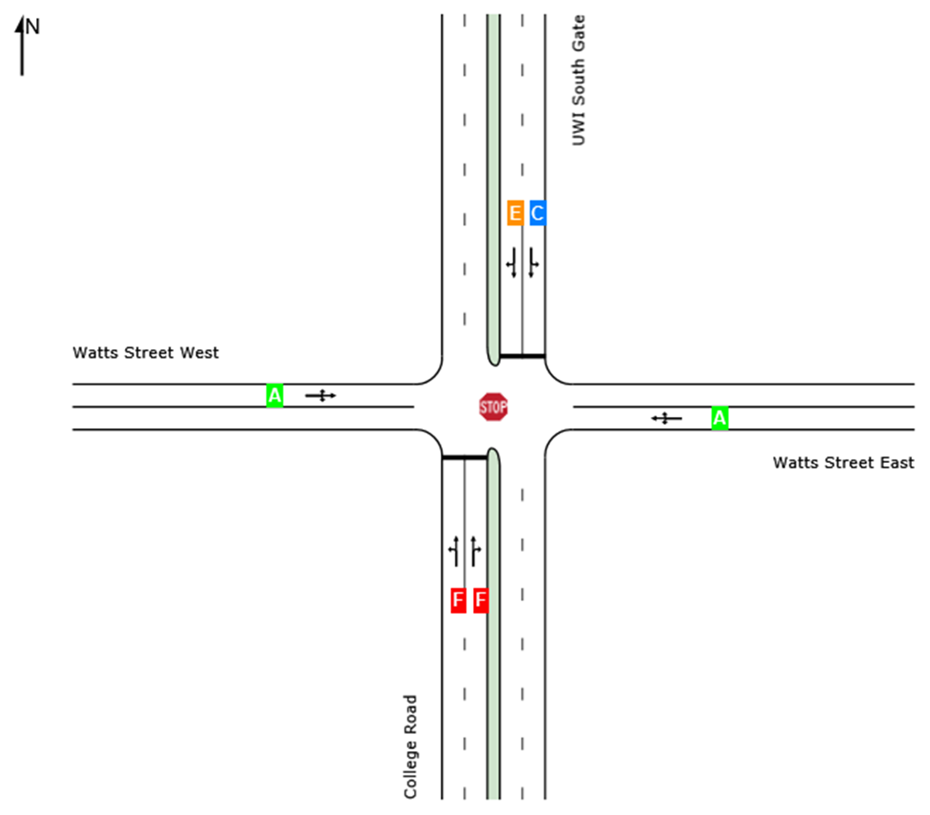 N
UWI South Gate
E C
Watts Street West
A
STOP
A
Watts Street East
F F
College Road